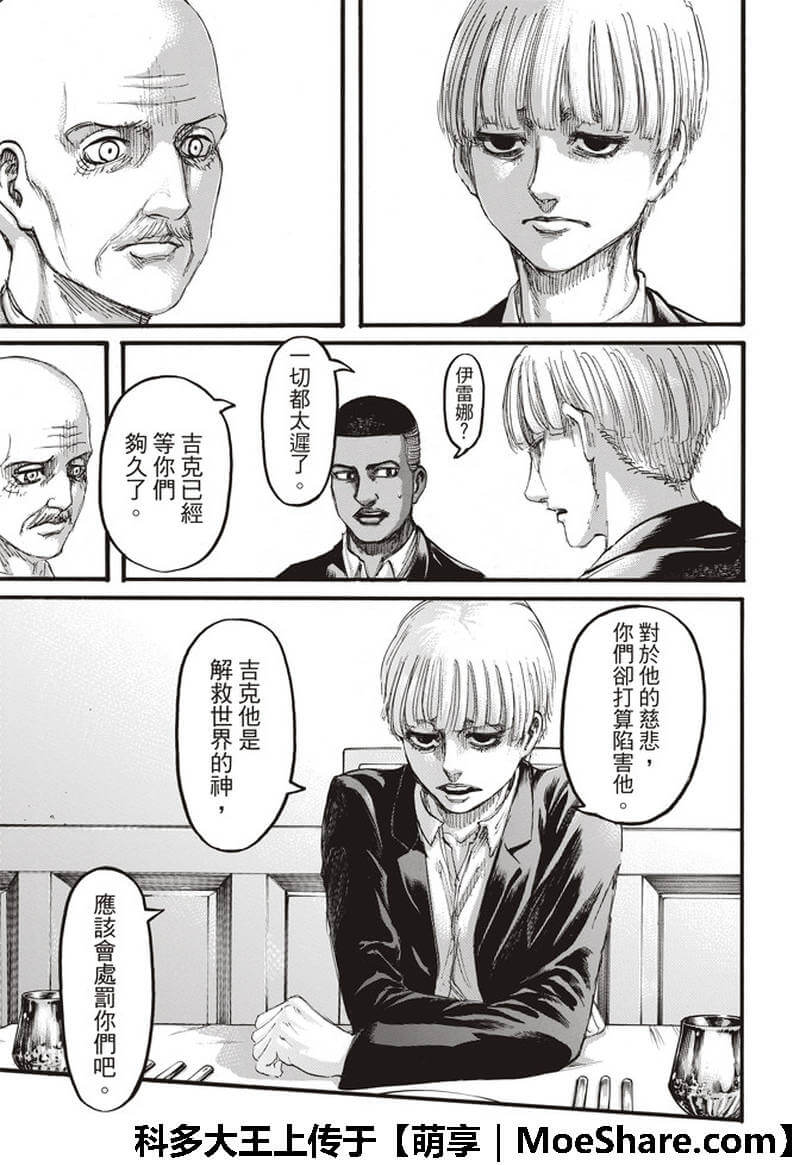 伊雷娜？
一切都太遲了。
吉克已經
等你們
夠久了。
對於他的慈悲，
你們卻打算陷害他。
吉克他是
解救世界的神，
應該會處罰你們吧。
科多大王上传于【萌享｜MoeShare.com】